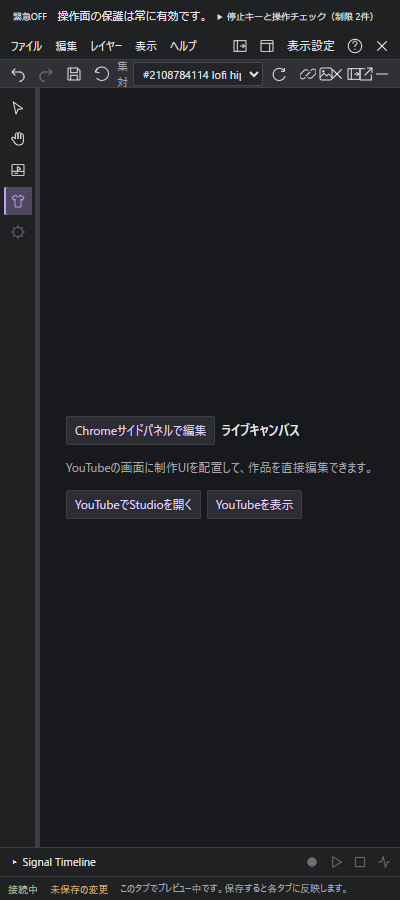 緊急OFF 操作面の保護は常に有効です。 ▶ 停止キーと操作チェック（制限 2件）
ファイル 編集 レイヤー 表示 ヘルプ 表示設定
集
対
#2108784114 lofi hi
Chromeサイドパネルで編集 ライブキャンバス
YouTubeの画面に制作UIを配置して、作品を直接編集できます。
YouTubeでStudioを開く YouTubeを表示
▶ Signal Timeline
接続中 未保存の変更 このタブでプレビュー中です。保存すると各タブに反映します。